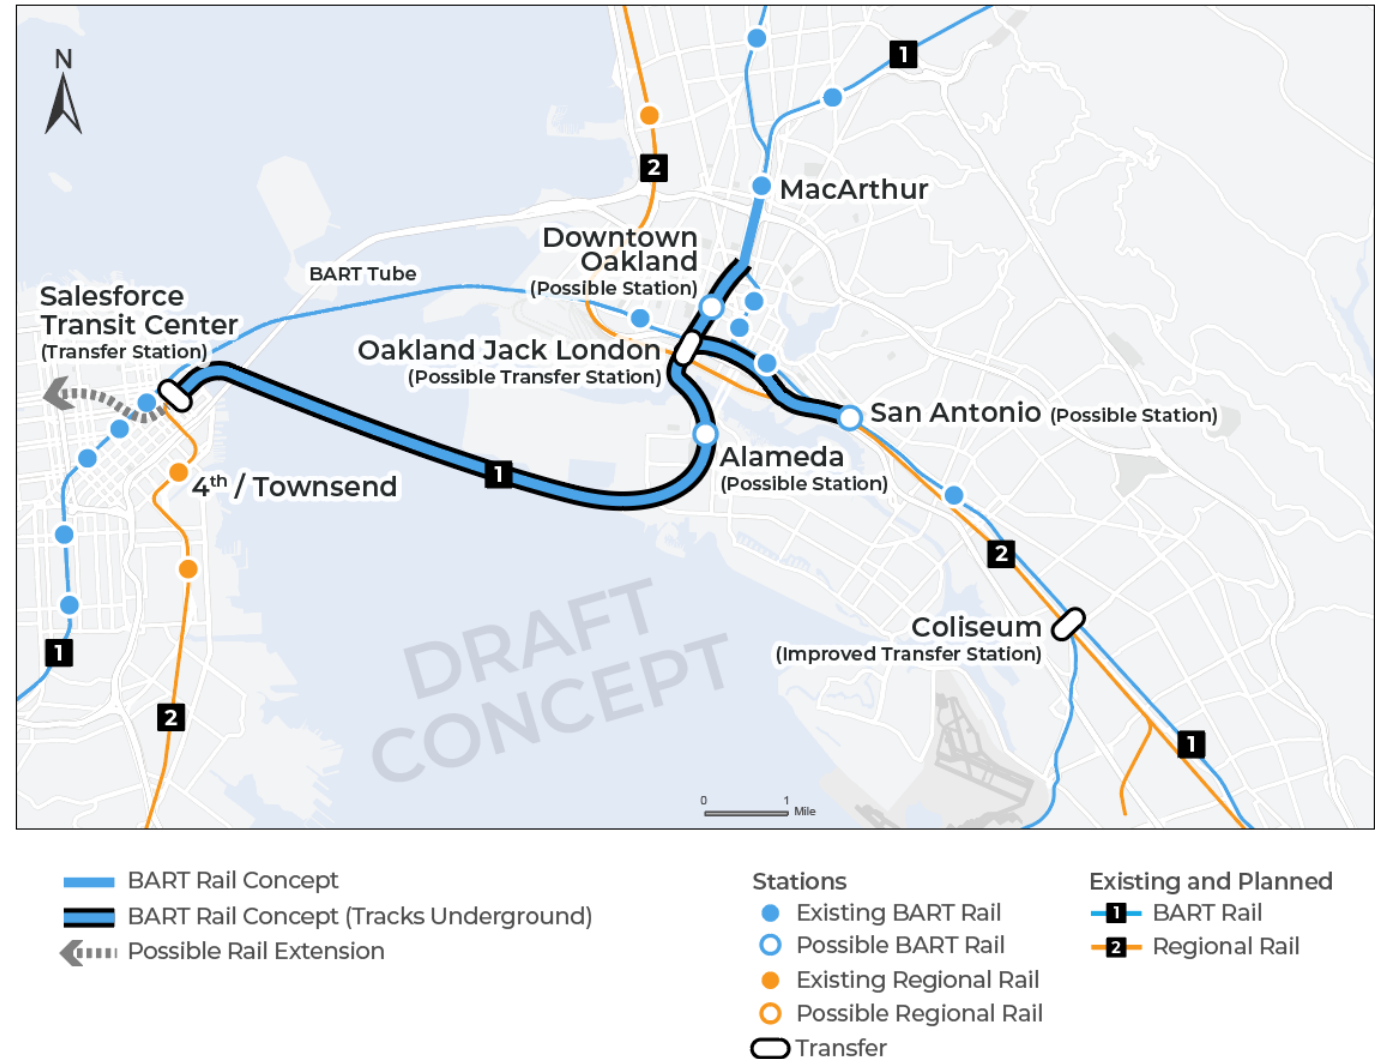 N
1
2
MacArthur
Downtown
Oakland
(Possible Station)
BART Tube
Salesforce
Transit Center
(Transfer Station)
Oakland Jack London
(Possible Transfer Station)
San Antonio (Possible Station)
1
Alameda
(Possible Station)
4th / Townsend
2
DRAFT
CONCEPT
Coliseum
(Improved Transfer Station)
1
2
1
0 1
Mile
BART Rail Concept
BART Rail Concept (Tracks Underground)
Possible Rail Extension
Stations
Existing BART Rail
Possible BART Rail
Existing Regional Rail
Possible Regional Rail
Transfer
Existing and Planned
1 BART Rail
2 Regional Rail